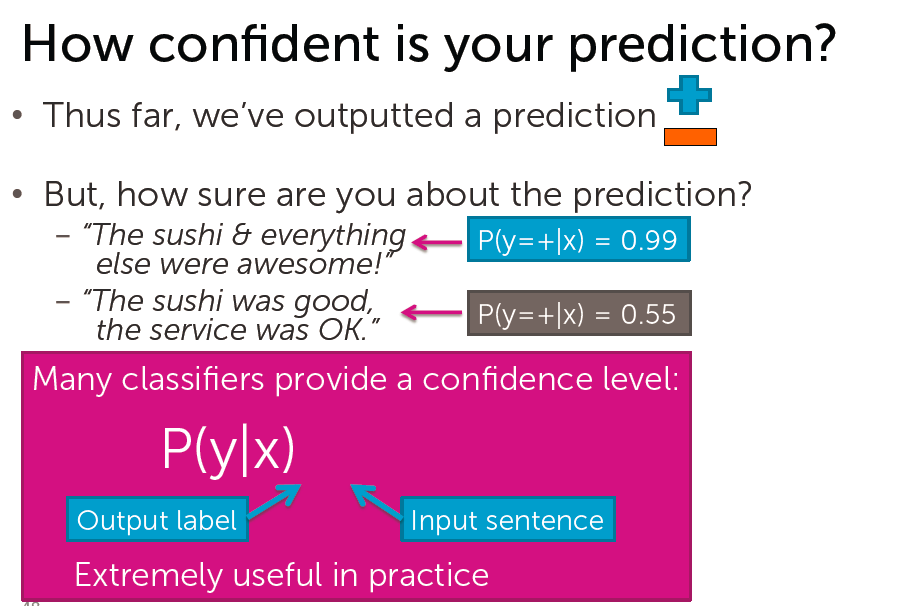 How confident is your prediction?
• Thus far, we've outputted a prediction
• But, how sure are you about the prediction?
– “The sushi & everything
else were awesome!”
P(y=+|x) = 0.99
– “The sushi was good,
the service was OK.”
P(y=+|x) = 0.55
Many classifiers provide a confidence level:
P(y|x)
Output label
Input sentence
Extremely useful in practice